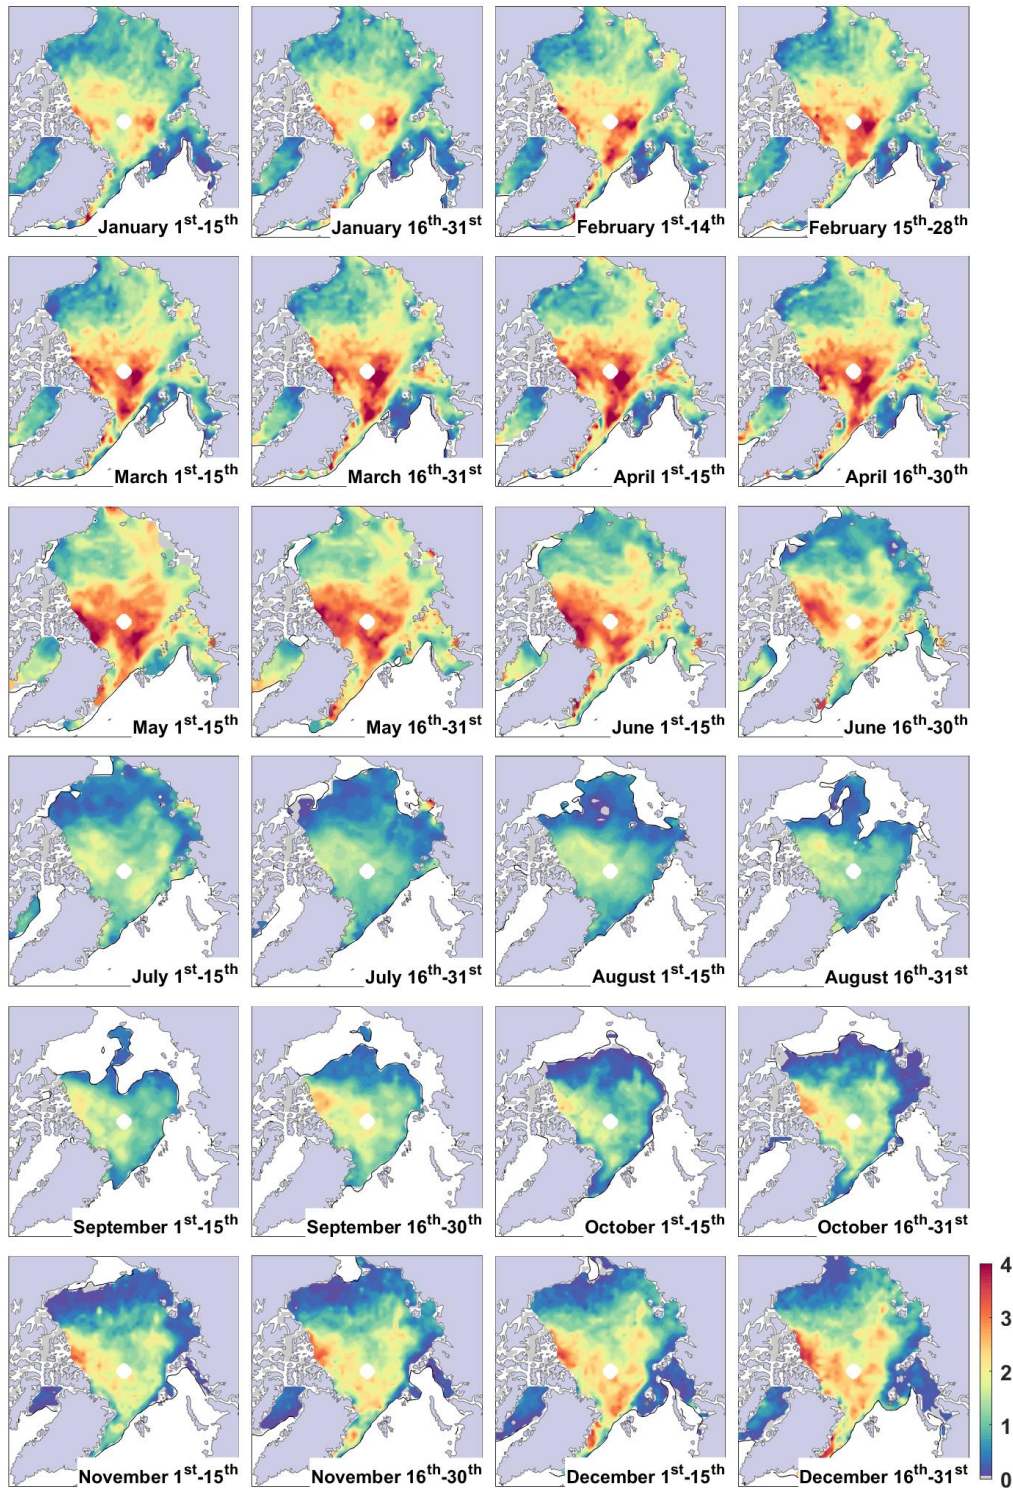 January 1st-15th
January 16th-31st
February 1st-14th
February 15th-28th
March 1st-15th
March 16th-31st
April 1st-15th
April 16th-30th
May 1st-15th
May 16th-31st
June 1st-15th
June 16th-30th
July 1st-15th
July 16th-31st
August 1st-15th
August 16th-31st
September 1st-15th
September 16th-30th
October 1st-15th
October 16th-31st
4
3
2
1
0
November 1st-15th
November 16th-30th
December 1st-15th
December 16th-31st